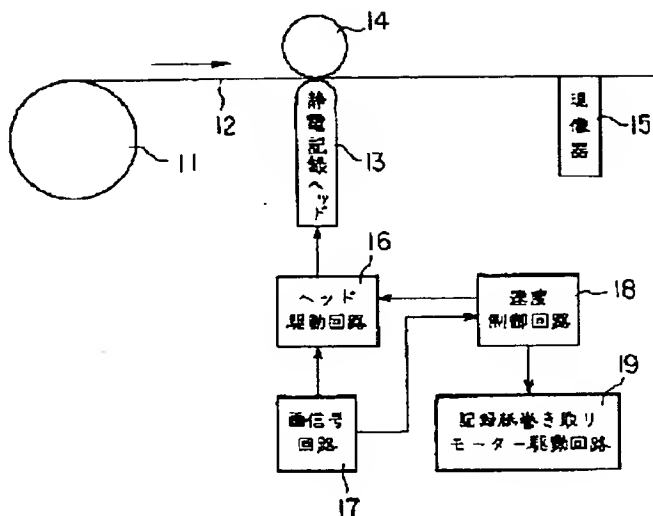 14
12
11
静電記録ヘッド
13
現像器
15
16
ヘッド
駆動回路
速度
制御回路
18
画信号
回路
17
19
記録紙巻き取り
モーター駆動回路